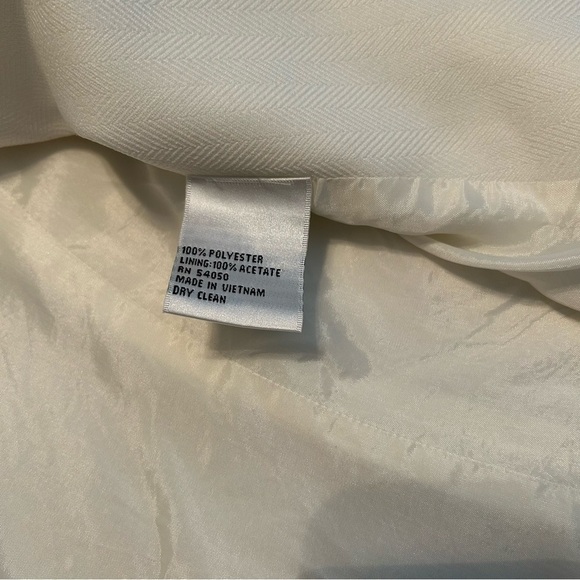 100% POLYESTER
LINING:100% ACETATE
RN 54050
MADE IN VIETNAM
DRY CLEAN